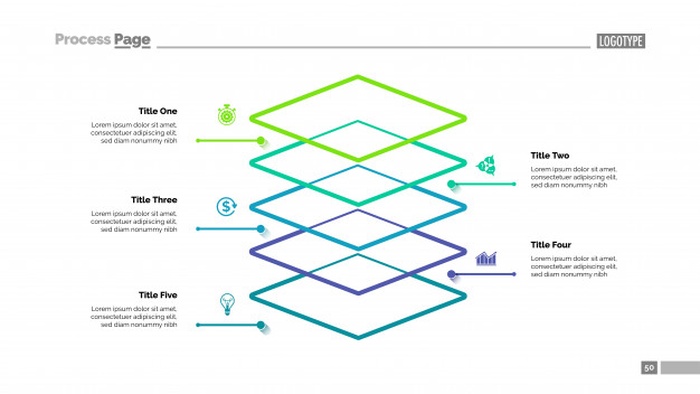 Process Page
LOGOTYPE
Title One
Lorem ipsum dolor sit amet,
consectetuer adipiscing elit,
sed diam nonummy nibh
Title Two
Lorem ipsum dolor sit amet,
consectetuer adipiscing elit,
sed diam nonummy nibh
Title Three
Lorem ipsum dolor sit amet,
consectetuer adipiscing elit,
sed diam nonummy nibh
Title Four
Lorem ipsum dolor sit amet,
consectetuer adipiscing elit,
sed diam nonummy nibh
Title Five
Lorem ipsum dolor sit amet,
consectetuer adipiscing elit,
sed diam nonummy nibh
$
50